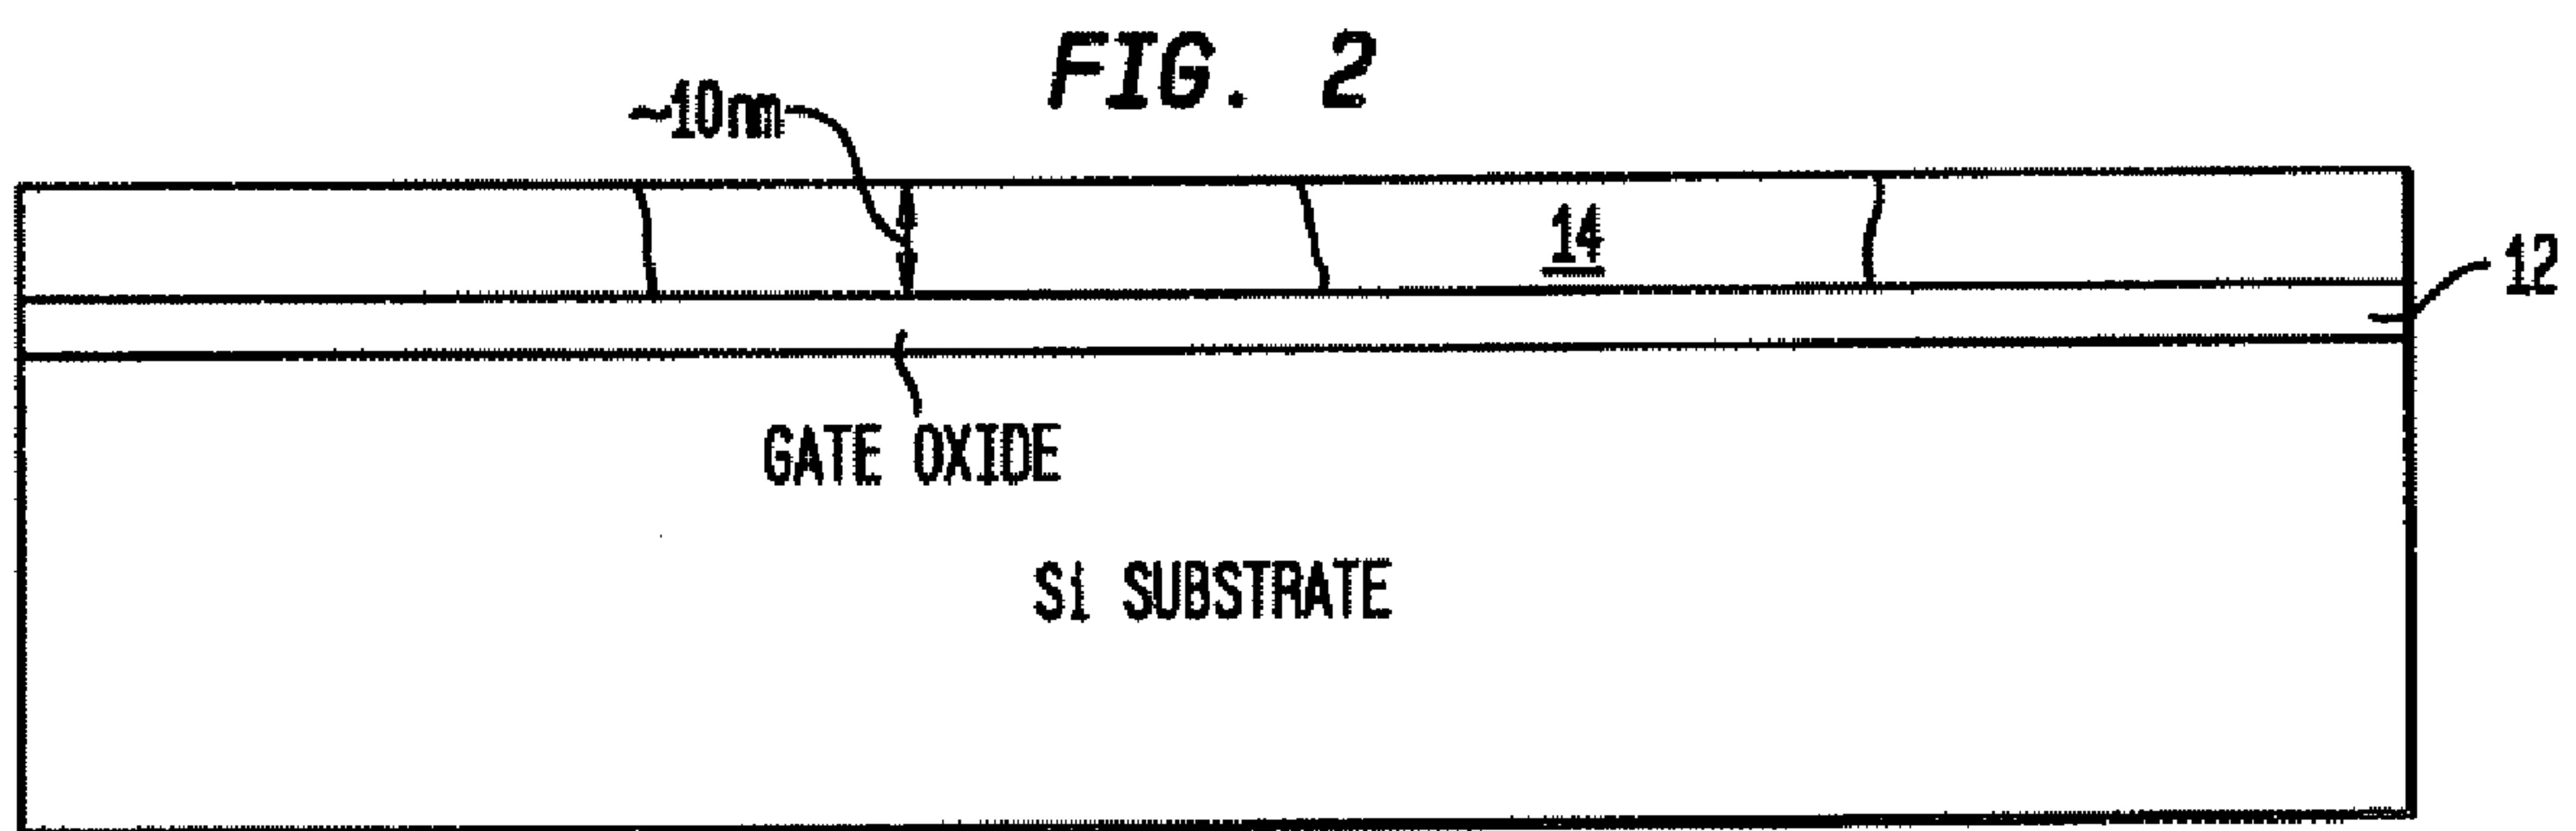 FIG. 2
~10nm
14
12
GATE OXIDE
Si SUBSTRATE